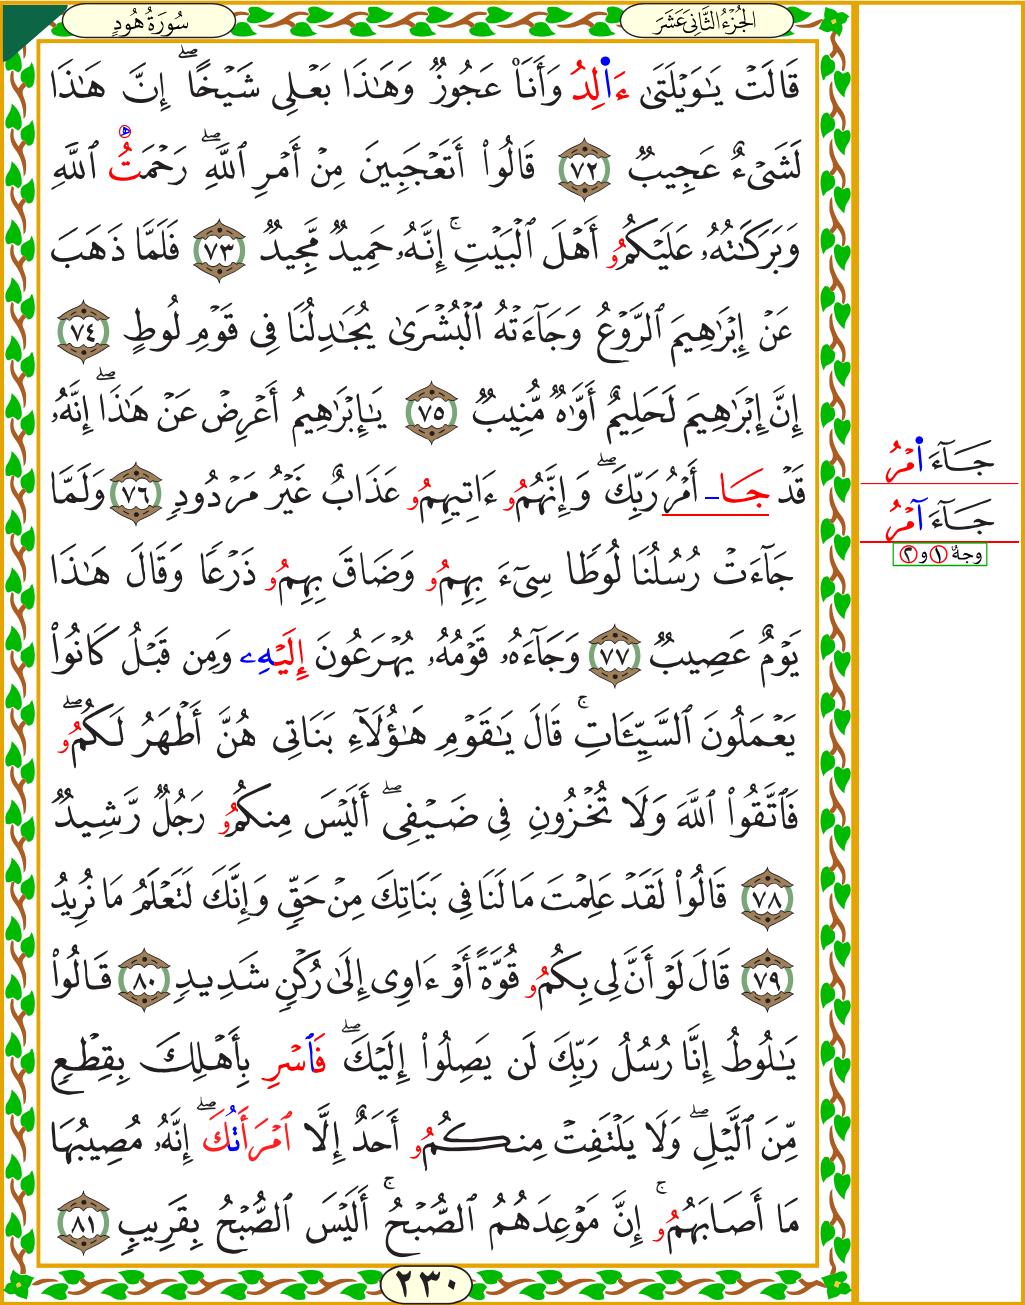 سُورَةُ هُودٍ
الجُزْءُ الثَّانِي عَشَرَ
قَالَتْ يَٰوَيْلَتَىٰ ءَا۬لِدُ وَأَنَا۠ عَجُوزٌ وَهَٰذَا بَعْلِى شَيْخًا ۖ إِنَّ هَٰذَا
لَشَىْءٌ عَجِيبٌ ٧٢ قَالُوا۟ أَتَعْجَبِينَ مِنْ أَمْرِ ٱللَّهِ ۖ رَحْمَتُ ٱللَّهِ
وَبَرَكَٰتُهُۥ عَلَيْكُمُۥ أَهْلَ ٱلْبَيْتِ ۚ إِنَّهُۥ حَمِيدٌ مَّجِيدٌ ٧٣ فَلَمَّا ذَهَبَ
عَنْ إِبْرَٰهِيمَ ٱلرَّوْعُ وَجَآءَتْهُ ٱلْبُشْرَىٰ يُجَٰدِلُنَا فِى قَوْمِ لُوطٍ ٧٤
إِنَّ إِبْرَٰهِيمَ لَحَلِيمٌ أَوَّٰهٌ مُّنِيبٌ ٧٥ يَٰٓإِبْرَٰهِيمُ أَعْرِضْ عَنْ هَٰذَا ۖ إِنَّهُۥ
قَدْ جَا أَمْرُ رَبِّكَ ۖ وَإِنَّهُمُۥ ءَاتِيهِمُۥ عَذَابٌ غَيْرُ مَرْدُودٍ ٧٦ وَلَمَّا
جَآءَتْ رُسُلُنَا لُوطًا سِىٓءَ بِهِمُۥ وَضَاقَ بِهِمُۥ ذَرْعًا وَقَالَ هَٰذَا
يَوْمٌ عَصِيبٌ ٧٧ وَجَآءَهُۥ قَوْمُهُۥ يُهْرَعُونَ إِلَيْهِۦ وَمِن قَبْلُ كَانُوا۟
يَعْمَلُونَ ٱلسَّيِّـَٔاتِ ۚ قَالَ يَٰقَوْمِ هَٰٓؤُلَآءِ بَنَاتِى هُنَّ أَطْهَرُ لَكُمُۥ ۖ
فَٱتَّقُوا۟ ٱللَّهَ وَلَا تُخْزُونِ فِى ضَيْفِى ۖ أَلَيْسَ مِنكُمُۥ رَجُلٌ رَّشِيدٌ
٧٨ قَالُوا۟ لَقَدْ عَلِمْتَ مَا لَنَا فِى بَنَاتِكَ مِنْ حَقٍّ وَإِنَّكَ لَتَعْلَمُ مَا نُرِيدُ
٧٩ قَالَ لَوْ أَنَّ لِى بِكُمُۥ قُوَّةً أَوْ ءَاوِى إِلَىٰ رُكْنٍ شَدِيدٍ ٨٠ قَالُوا۟
يَٰلُوطُ إِنَّا رُسُلُ رَبِّكَ لَن يَصِلُوا۟ إِلَيْكَ ۖ فَٱسْرِ بِأَهْلِكَ بِقِطْعٍ
مِّنَ ٱلَّيْلِ ۖ وَلَا يَلْتَفِتْ مِنكُمُۥ أَحَدٌ إِلَّا ٱمْرَأَتُكَ ۖ إِنَّهُۥ مُصِيبُهَا
مَا أَصَابَهُمُۥ ۚ إِنَّ مَوْعِدَهُمُ ٱلصُّبْحُ ۚ أَلَيْسَ ٱلصُّبْحُ بِقَرِيبٍ ٨١
٢٣٠
جَآءَ ا۬مْرُ
جَآءَ آمْرُ
وجهٌ ١ و ٢